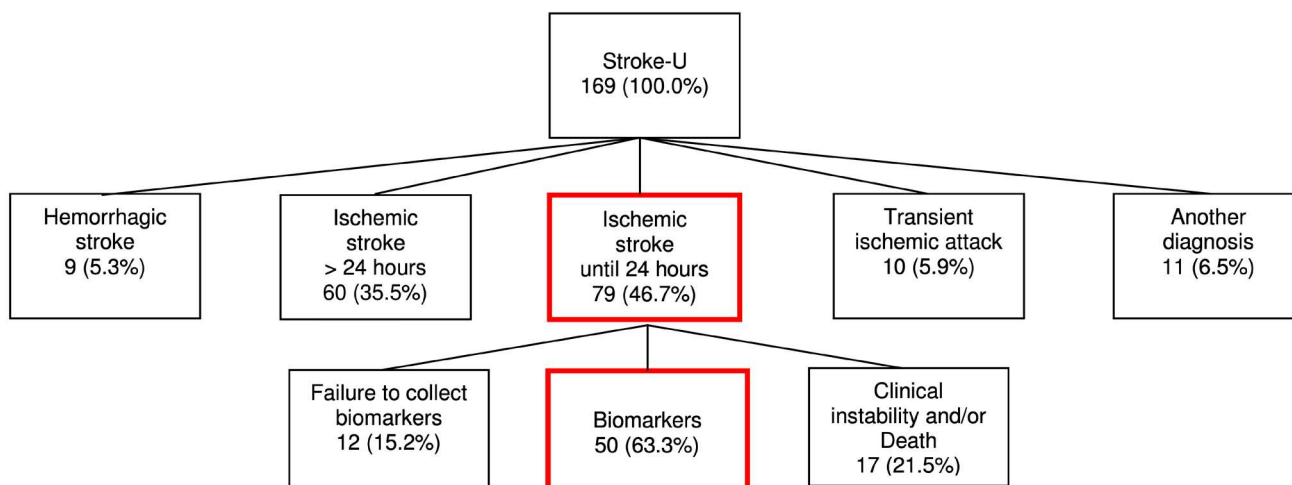 Stroke-U
169 (100.0%)
Hemorrhagic
stroke
9 (5.3%)
Ischemic
stroke
> 24 hours
60 (35.5%)
Ischemic
stroke
until 24 hours
79 (46.7%)
Transient
ischemic attack
10 (5.9%)
Another
diagnosis
11 (6.5%)
Failure to collect
biomarkers
12 (15.2%)
Biomarkers
50 (63.3%)
Clinical
instability and/or
Death
17 (21.5%)